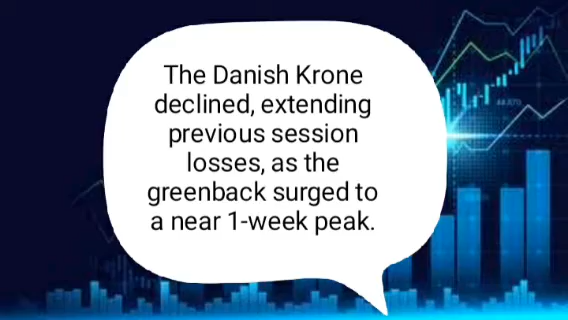 The Danish Krone
declined, extending
previous session
losses, as the
greenback surged to
a near 1-week peak.